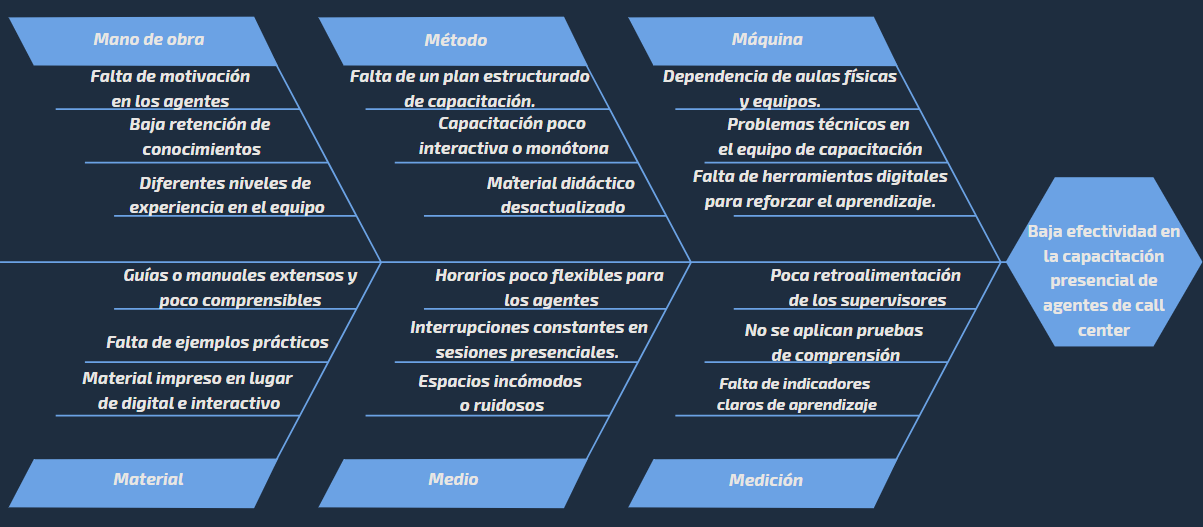 Mano de obra
Falta de motivación
en los agentes
Baja retención de
conocimientos
Diferentes niveles de
experiencia en el equipo
Método
Falta de un plan estructurado
de capacitación.
Capacitación poco
interactiva o monótona
Material didáctico
desactualizado
Máquina
Dependencia de aulas físicas
y equipos.
Problemas técnicos en
el equipo de capacitación
Falta de herramientas digitales
para reforzar el aprendizaje.
Baja efectividad en
la capacitación
presencial de
agentes de call
center
Guías o manuales extensos y
poco comprensibles
Falta de ejemplos prácticos
Material impreso en lugar
de digital e interactivo
Material
Horarios poco flexibles para
los agentes
Interrupciones constantes en
sesiones presenciales.
Espacios incómodos
o ruidosos
Medio
Poca retroalimentación
de los supervisores
No se aplican pruebas
de comprensión
Falta de indicadores
claros de aprendizaje
Medición